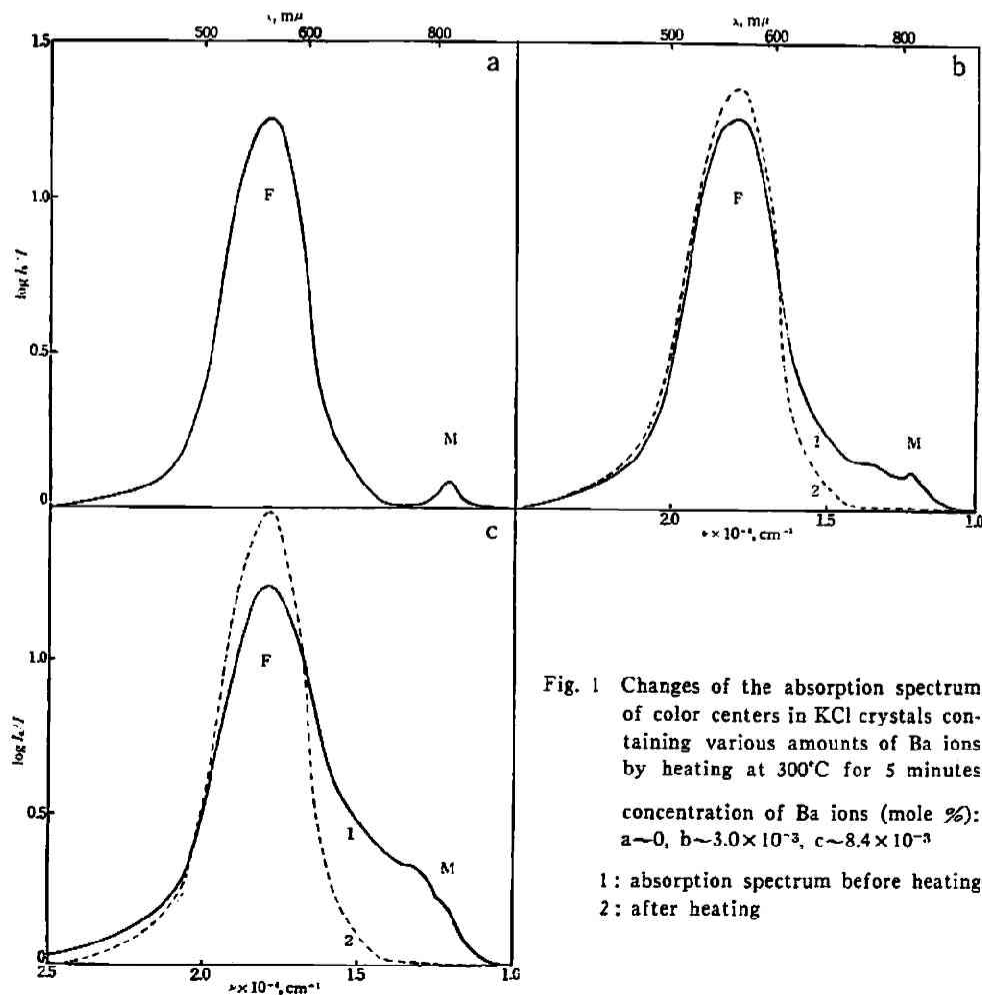 λ, mμ
500 600 800
1.5
a
F
1.0
log I₀/I
0.5
M
0
λ, mμ
500 600 800
b
F
1
M
2
2.0 1.5 1.0
ν×10⁻⁴, cm⁻¹
C
1.0
F
log I₀/I
0.5
1
M
2
0
2.5 2.0 1.5 1.0
ν×10⁻⁴, cm⁻¹
Fig. 1 Changes of the absorption spectrum
of color centers in KCl crystals con-
taining various amounts of Ba ions
by heating at 300°C for 5 minutes
concentration of Ba ions (mole %):
a~0, b~3.0×10⁻³, c~8.4×10⁻³
1: absorption spectrum before heating
2: after heating